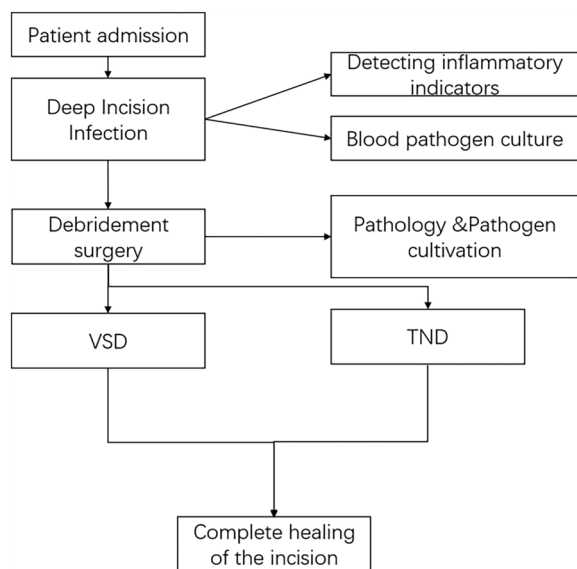 Patient admission
Detecting inflammatory
indicators
Deep Incision
Infection
Blood pathogen culture
Debridement
surgery
Pathology &Pathogen
cultivation
VSD
TND
Complete healing
of the incision